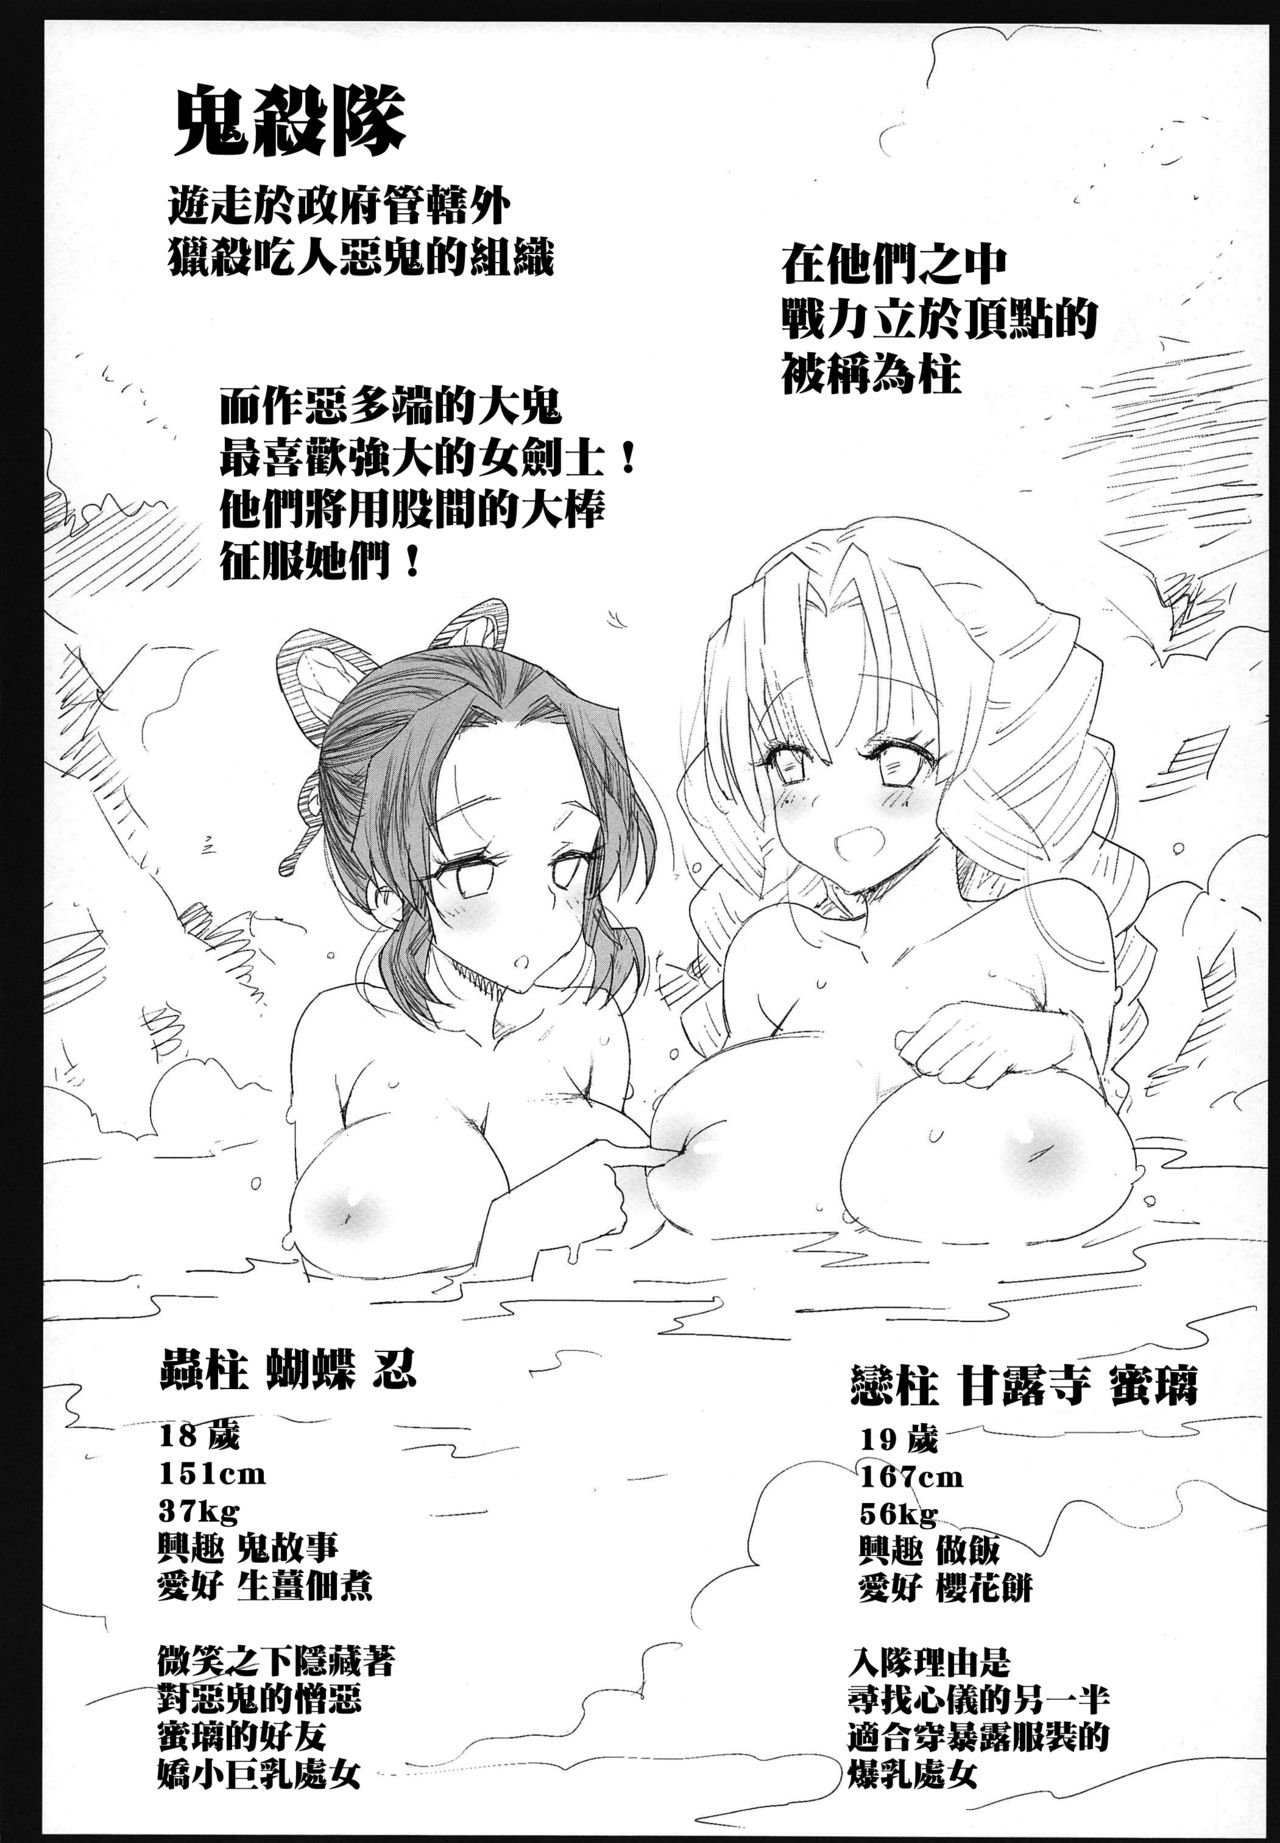 鬼殺隊
遊走於政府管轄外
獵殺吃人惡鬼的組織
在他們之中
戰力立於頂點的
被稱為柱
而作惡多端的大鬼
最喜歡強大的女劍士！
他們將用股間的大棒
征服她們！
蟲柱 蝴蝶 忍
18 歲
151cm
37kg
興趣 鬼故事
愛好 生薑佃煮
微笑之下隱藏著
對惡鬼的憎惡
蜜璃的好友
嬌小巨乳處女
戀柱 甘露寺 蜜璃
19 歲
167cm
56kg
興趣 做飯
愛好 櫻花餅
入隊理由是
尋找心儀的另一半
適合穿暴露服裝的
爆乳處女